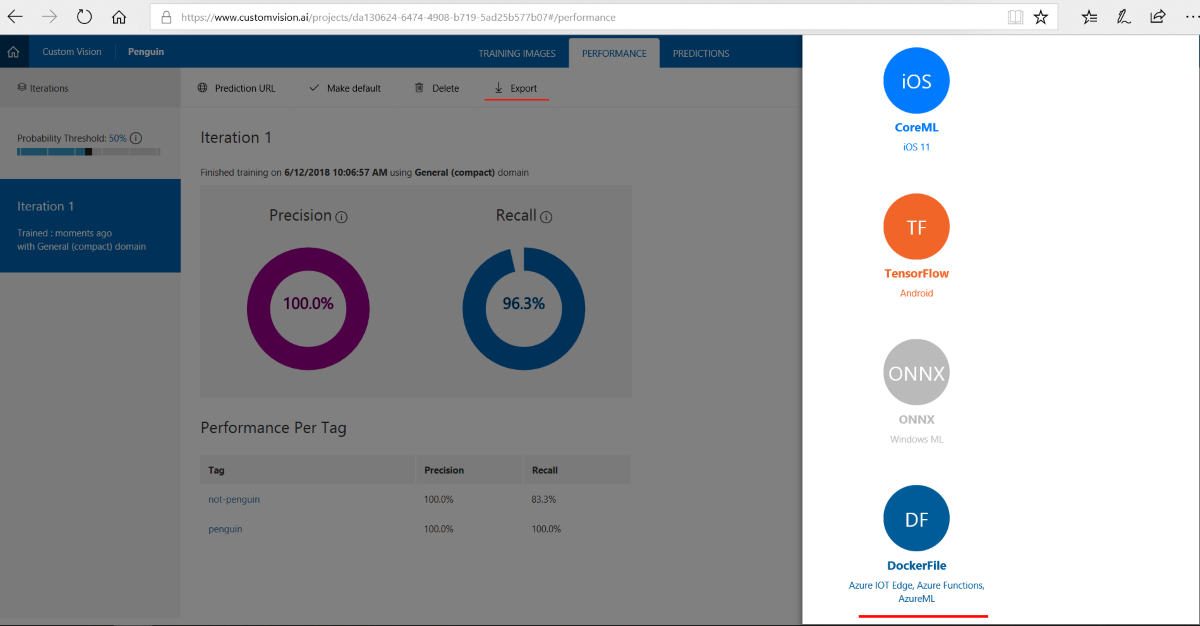 https://www.customvision.ai/projects/da130624-6474-4908-b719-5ad25b577b07#/performance
Custom Vision Penguin TRAINING IMAGES PERFORMANCE PREDICTIONS
Iterations Prediction URL Make default Delete Export
Probability Threshold: 50%
Iteration 1
Trained : moments ago
with General (compact) domain
Iteration 1
Finished training on 6/12/2018 10:06:57 AM using General (compact) domain
Precision Recall
100.0% 96.3%
Performance Per Tag
Tag Precision Recall
not-penguin 100.0% 83.3%
penguin 100.0% 100.0%
iOS
CoreML
iOS 11
TF
TensorFlow
Android
ONNX
ONNX
Windows ML
DF
DockerFile
Azure IOT Edge, Azure Functions,
AzureML